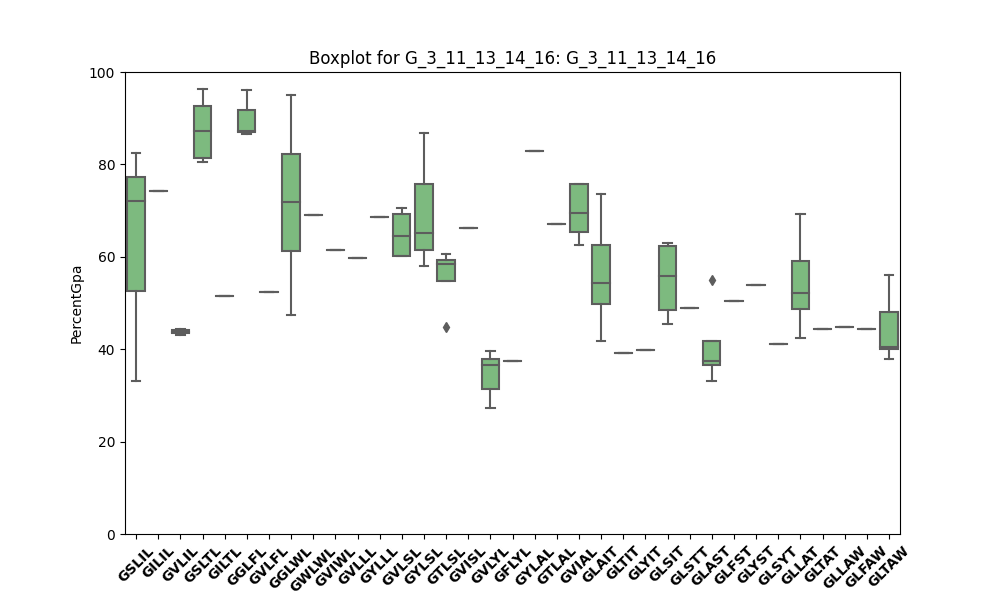 Boxplot for G_3_11_13_14_16: G_3_11_13_14_16
PercentGpa
100
80
60
40
20
0
GSLIL
GILIL
GVLIL
GSLTL
GILTL
GGLFL
GVLFL
GGLWL
GWLWL
GVIWL
GVLLL
GYLLL
GVLSL
GYLSL
GTLSL
GVISL
GVLYL
GFLYL
GYLAL
GTLAL
GVIAL
GLAIT
GLTIT
GLYIT
GLSIT
GLSTT
GLAST
GLFST
GLYST
GLSYT
GLLAT
GLTAT
GLLAW
GLFAW
GLTAW